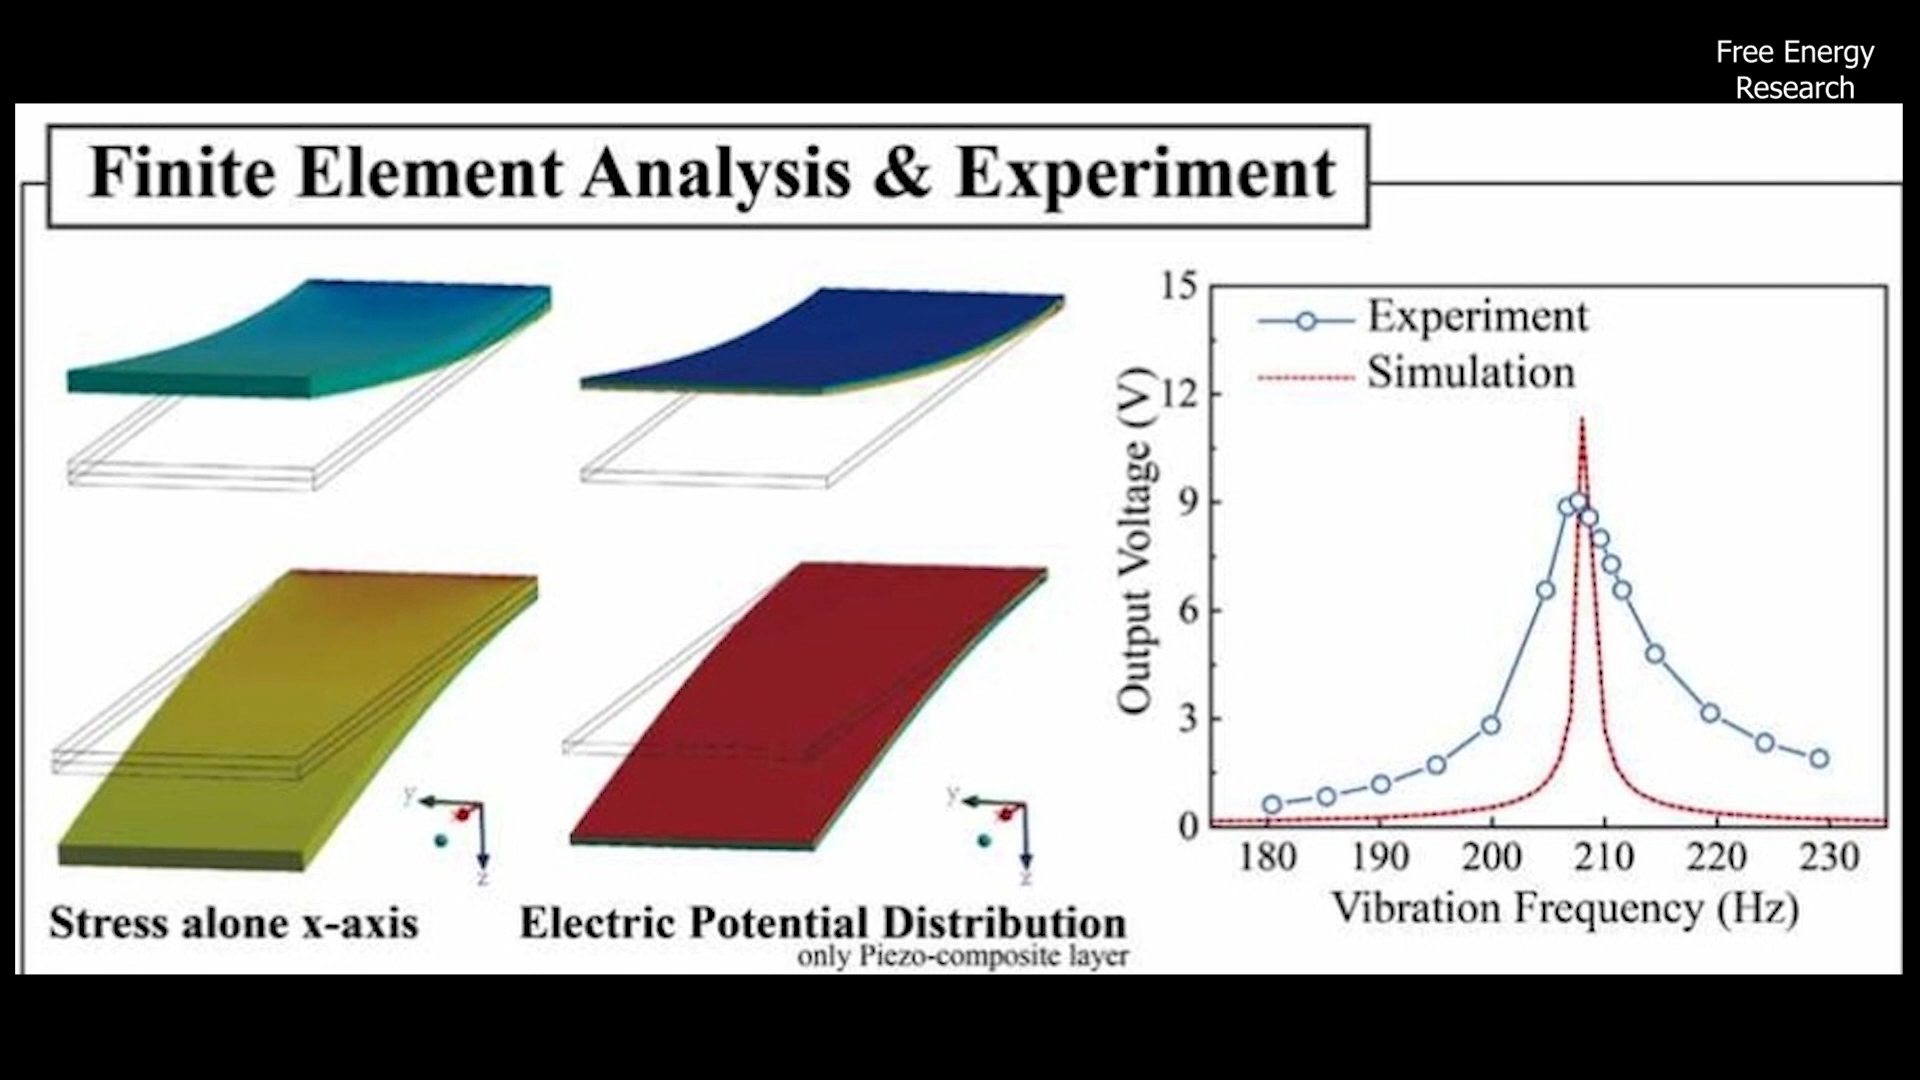 Free Energy
Research
Finite Element Analysis & Experiment
15
12
9
6
3
0
Output Voltage (V)
Experiment
Simulation
180 190 200 210 220 230
Vibration Frequency (Hz)
y
z
y
z
Stress alone x-axis
Electric Potential Distribution
only Piezo-composite layer